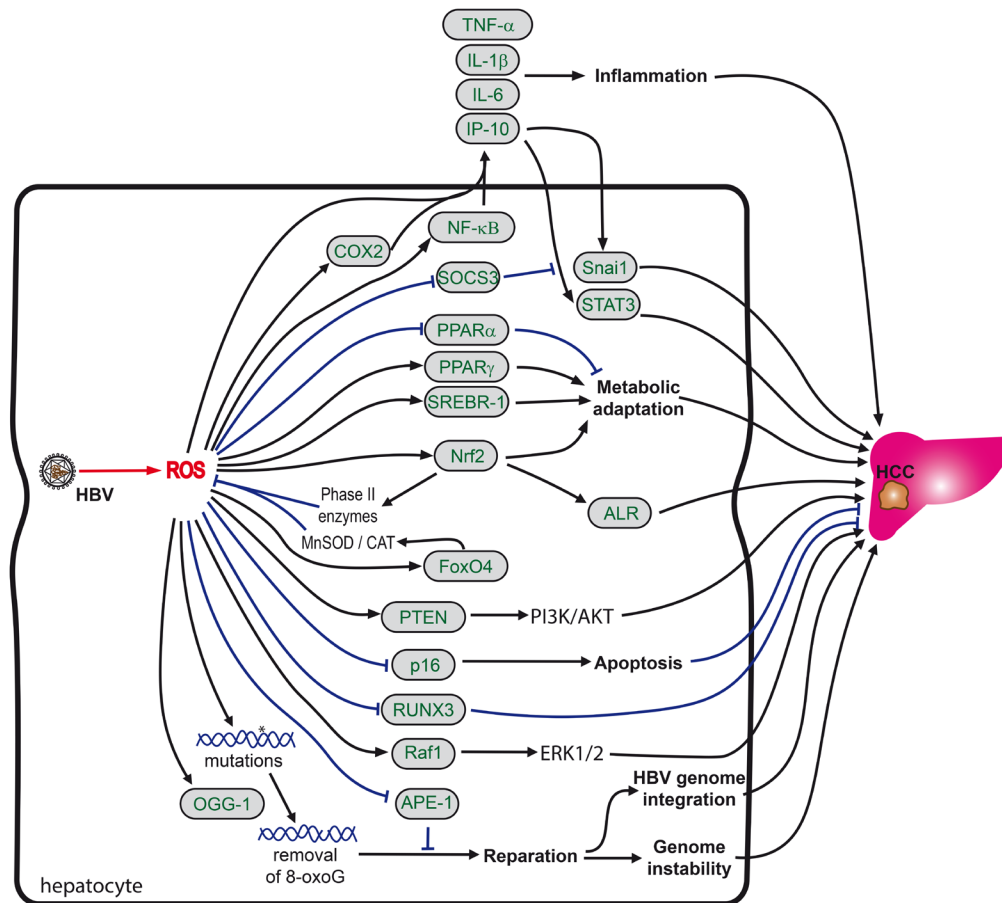 TNF-α
IL-1β
IL-6
IP-10
Inflammation
NF-κB
COX2
SOCS3
Snai1
STAT3
PPARα
PPARγ
SREBR-1
Metabolic
adaptation
HBV
ROS
Nrf2
HCC
Phase II
enzymes
ALR
MnSOD / CAT
FoxO4
PTEN
PI3K/AKT
p16
Apoptosis
RUNX3
*
mutations
Raf1
ERK1/2
OGG-1
APE-1
HBV genome
integration
removal
of 8-oxoG
Reparation
Genome
instability
hepatocyte